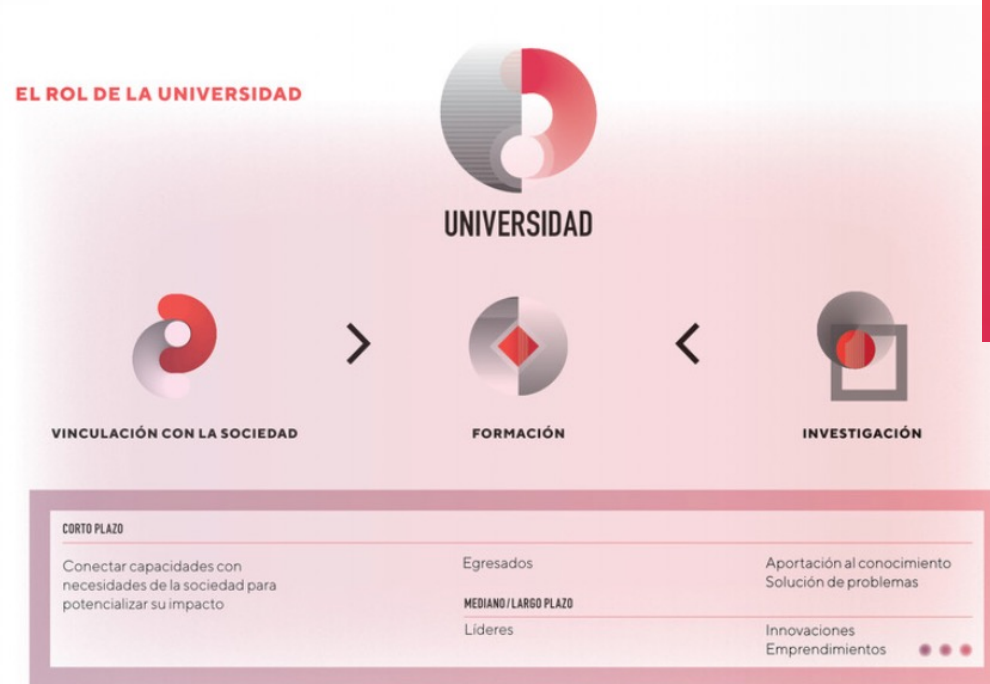 EL ROL DE LA UNIVERSIDAD
UNIVERSIDAD
VINCULACIÓN CON LA SOCIEDAD
FORMACIÓN
INVESTIGACIÓN
CORTO PLAZO
Conectar capacidades con
necesidades de la sociedad para
potencializar su impacto
Egresados
Aportación al conocimiento
Solución de problemas
MEDIANO/LARGO PLAZO
Líderes
Innovaciones
Emprendimientos